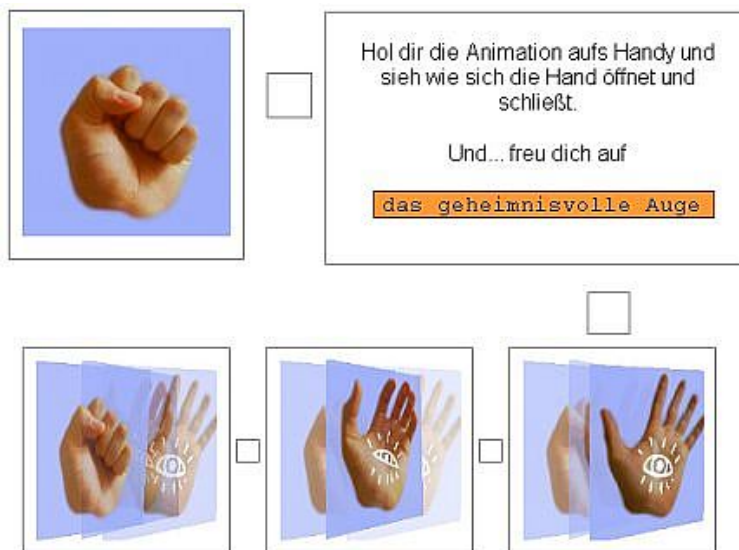 Hol dir die Animation aufs Handy und
sieh wie sich die Hand öffnet und
schließt.
Und... freu dich auf
das geheimnisvolle Auge